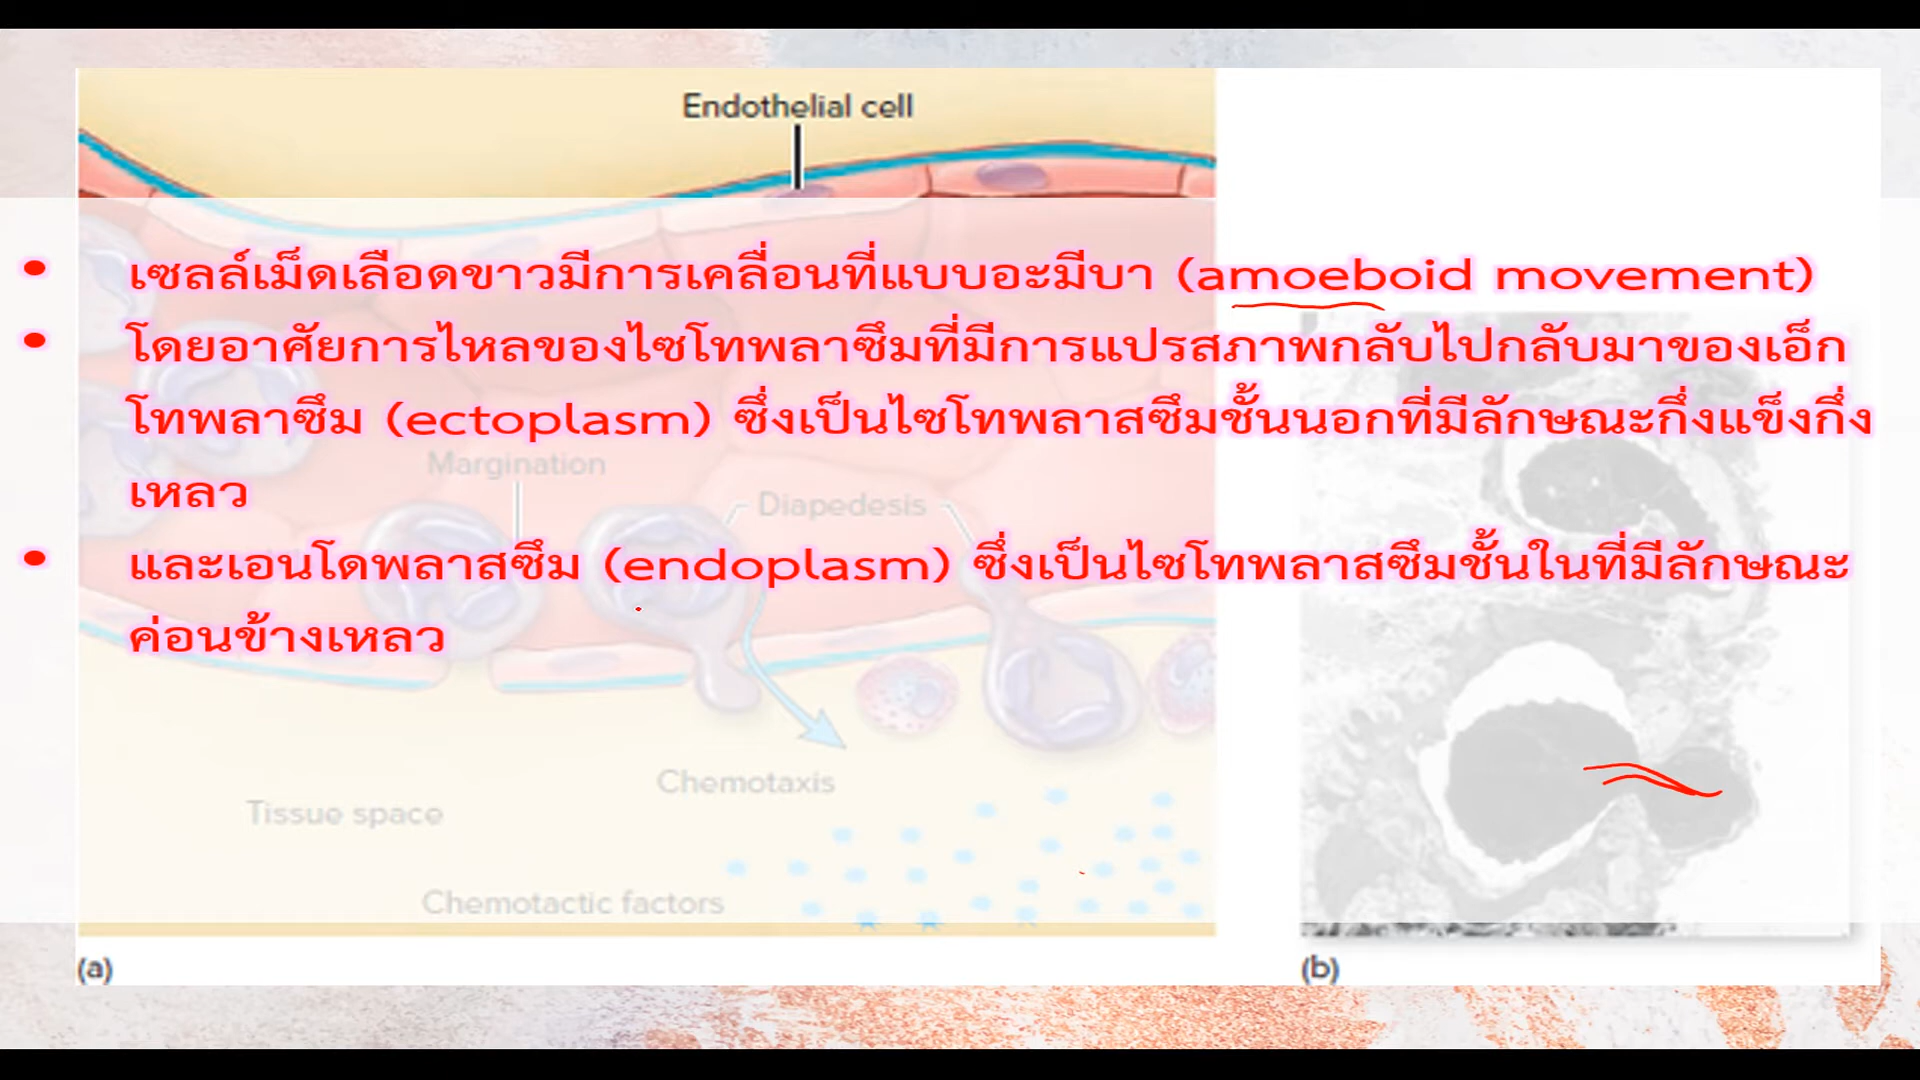 Endothelial cell
• เซลล์เม็ดเลือดขาวมีการเคลื่อนที่แบบอะมีบา (amoeboid movement)
• โดยอาศัยการไหลของไซโทพลาซึมที่มีการแปรสภาพกลับไปกลับมาของเอ็ก
โทพลาซึม (ectoplasm) ซึ่งเป็นไซโทพลาสซึมชั้นนอกที่มีลักษณะกึ่งแข็งกึ่ง
เหลว
Margination
Diapedesis
• และเอนโดพลาสซึม (endoplasm) ซึ่งเป็นไซโทพลาสซึมชั้นในที่มีลักษณะ
ค่อนข้างเหลว
Chemotaxis
Tissue space
Chemotactic factors
(a)
(b)